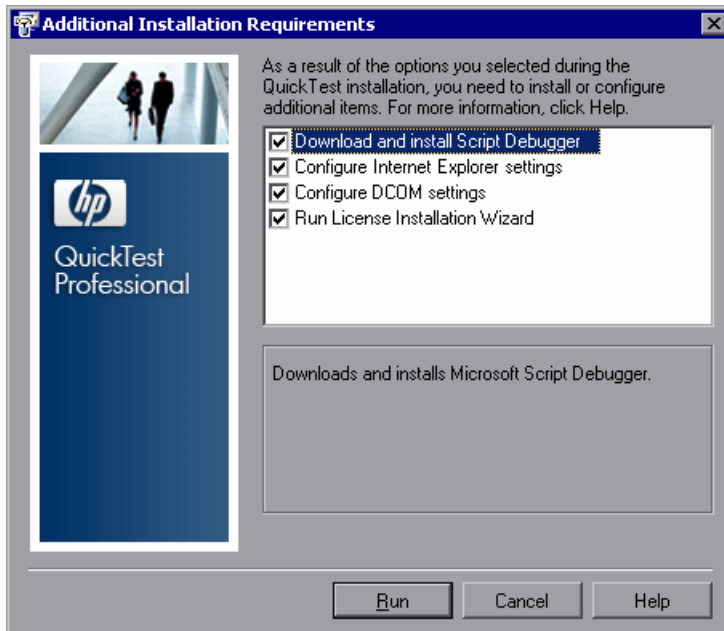 Additional Installation Requirements
As a result of the options you selected during the
QuickTest installation, you need to install or configure
additional items. For more information, click Help.
Download and install Script Debugger
Configure Internet Explorer settings
Configure DCOM settings
Run License Installation Wizard
hp
QuickTest
Professional
Downloads and installs Microsoft Script Debugger.
Run
Cancel
Help